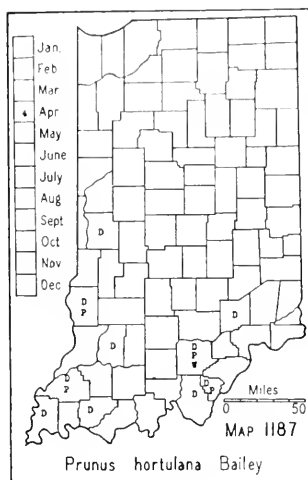 Jan.
Feb
Mar
4 Apr
May
June
July
Aug
Sept
Oct
Nov
Dec
D
D
P
D
D
D
P
W
D
P
D
P
D
D
D
Miles
0 50
MAP 1187
Prunus hortulana Bailey